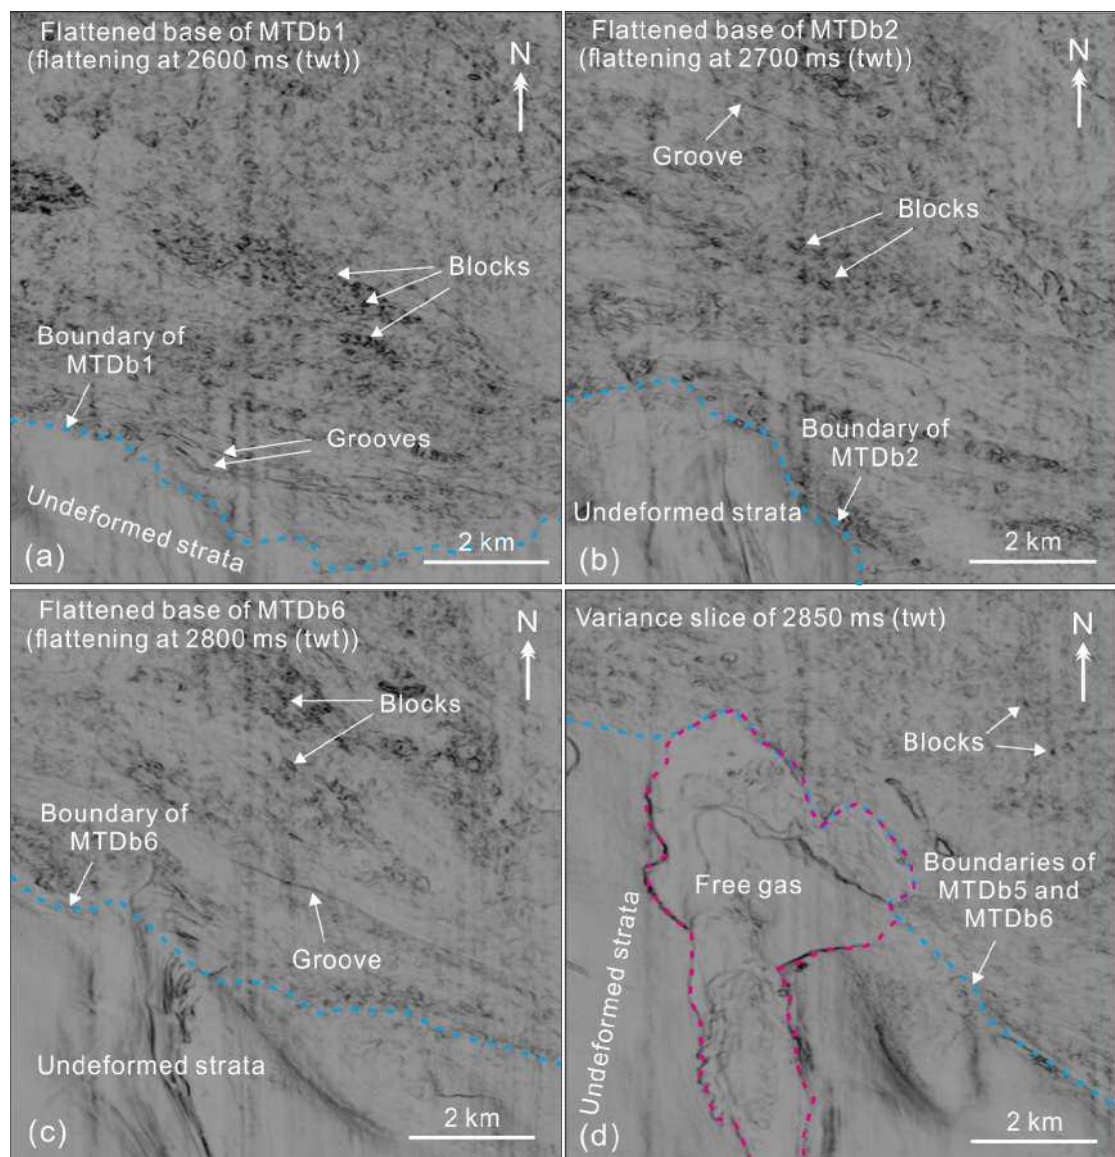 Flattened base of MTDb1
(flattening at 2600 ms (twt))
N
Blocks
Boundary of
MTDb1
Grooves
Undeformed strata
2 km
(a)
Flattened base of MTDb2
(flattening at 2700 ms (twt))
N
Groove
Blocks
Boundary of
MTDb2
Undeformed strata
2 km
(b)
Flattened base of MTDb6
(flattening at 2800 ms (twt))
N
Blocks
Boundary of
MTDb6
Groove
Undeformed strata
2 km
(c)
Variance slice of 2850 ms (twt)
N
Blocks
Boundaries of
MTDb5 and
MTDb6
Free gas
Undeformed strata
2 km
(d)